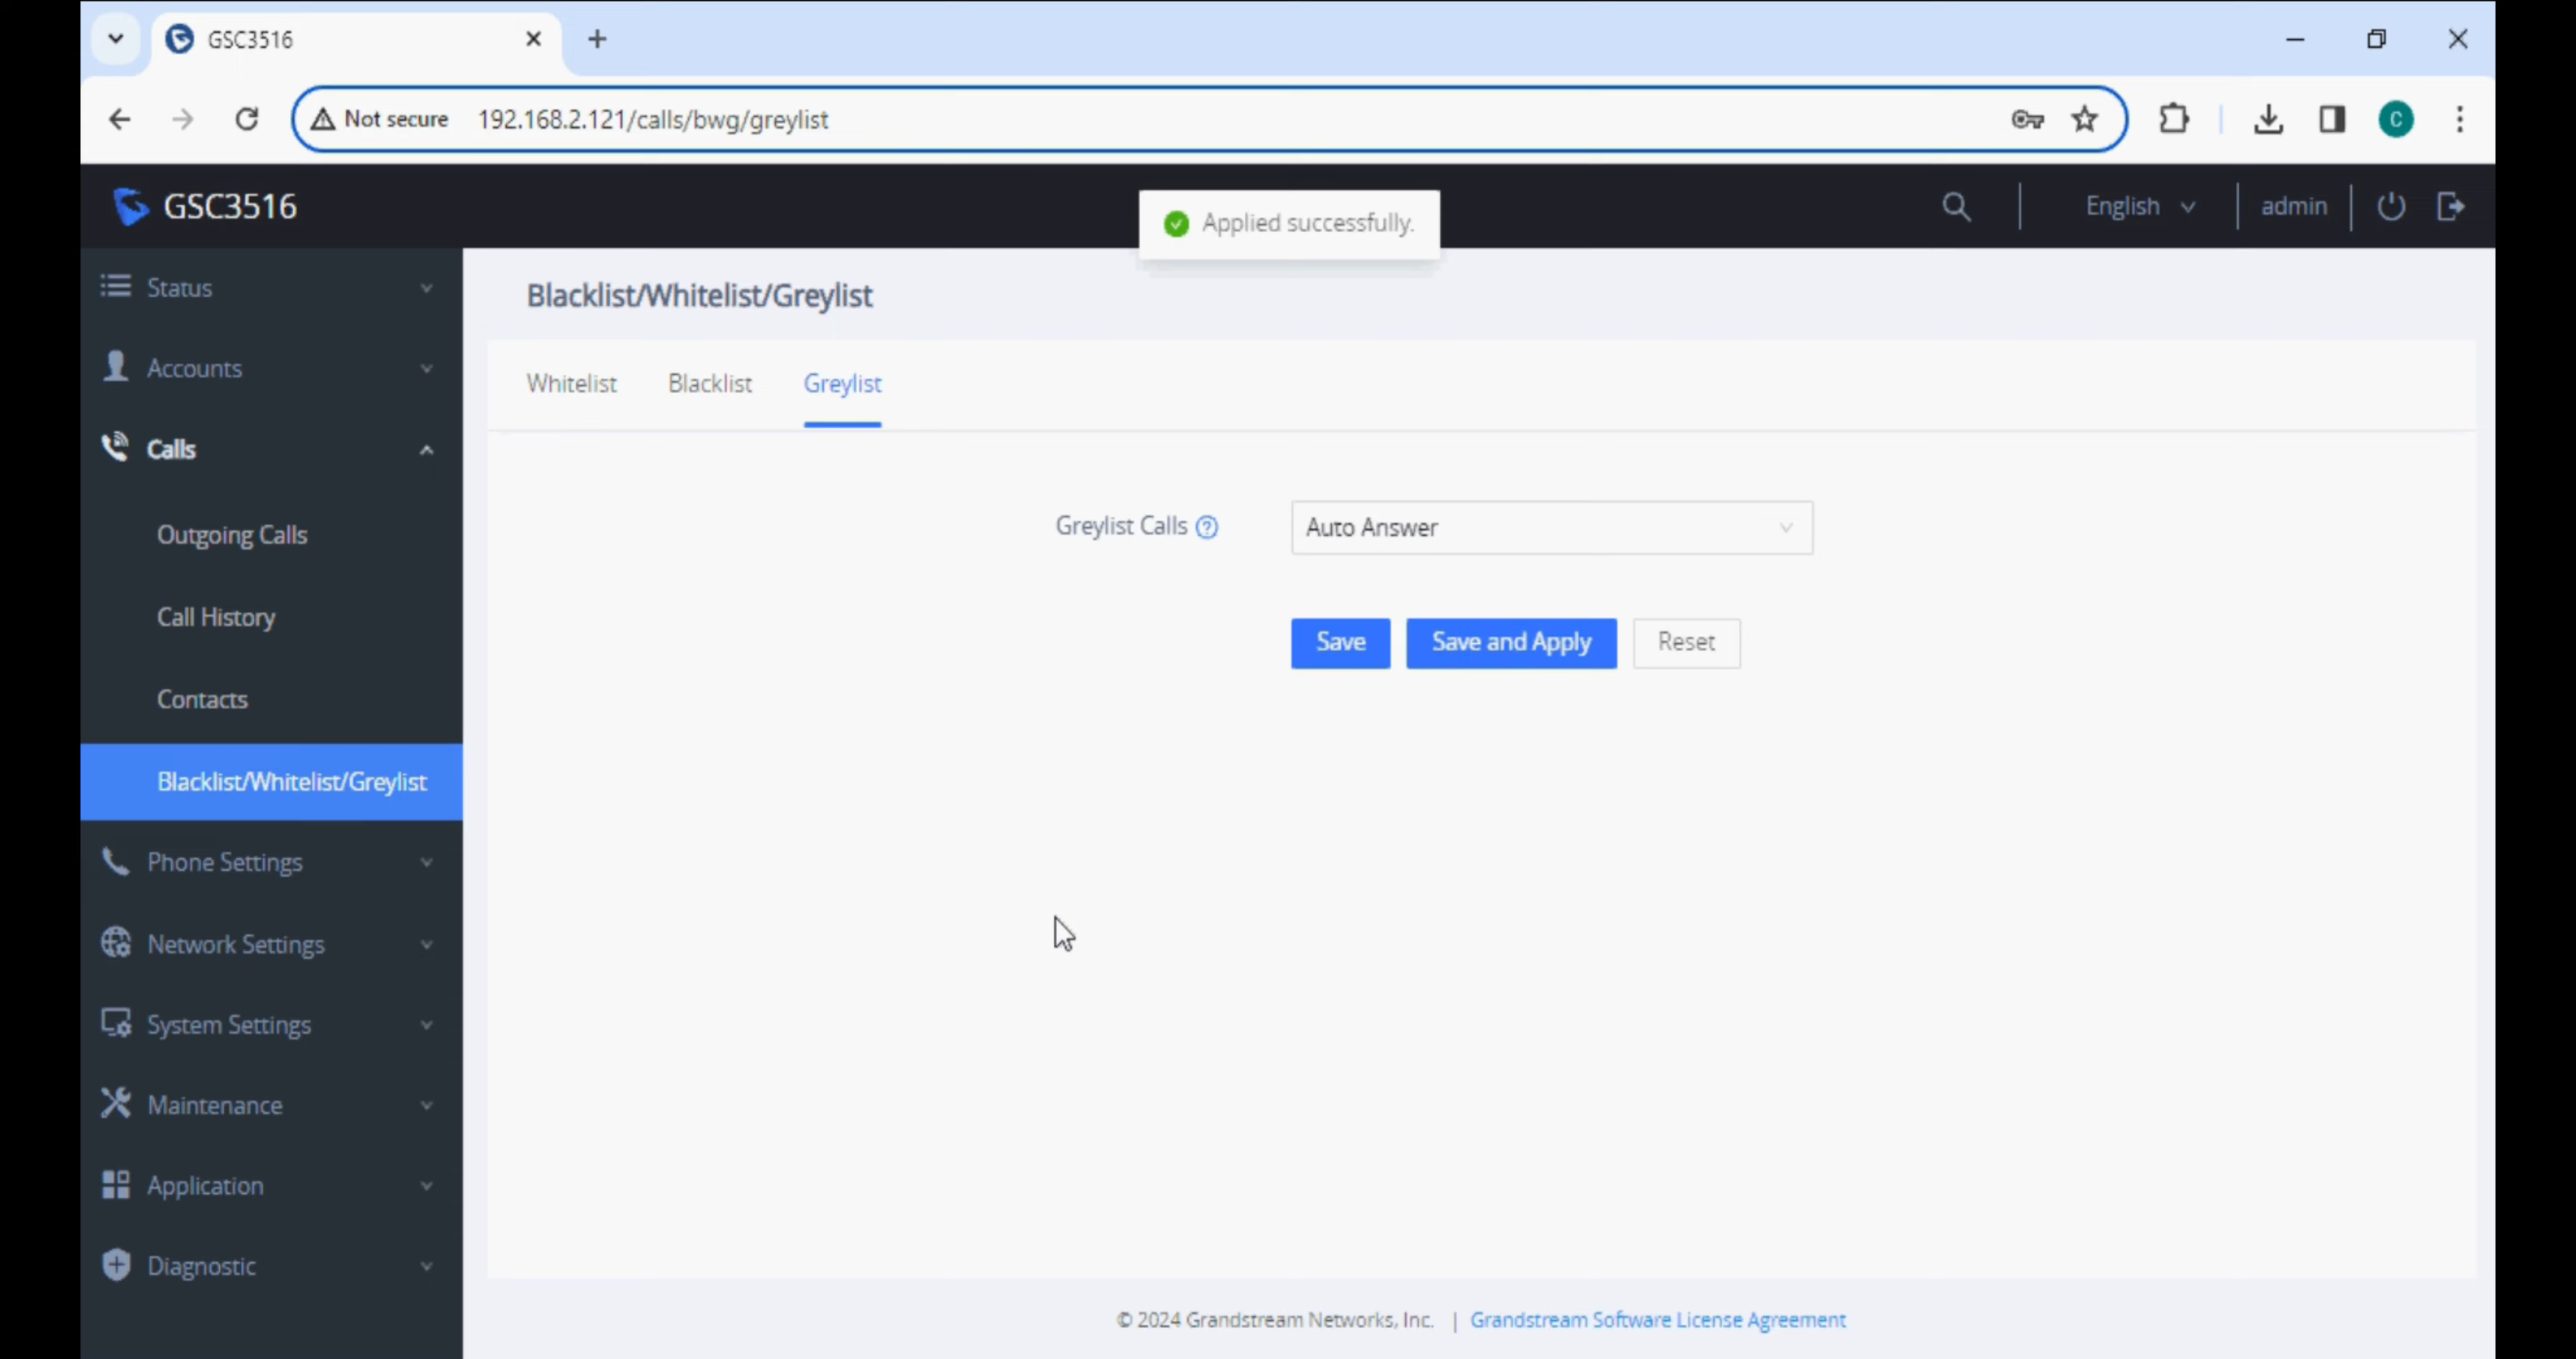 GSC3516
Not secure 192.168.2.121/calls/bwg/greylist
C
GSC3516
Applied successfully.
English
admin
Status
Accounts
Calls
Outgoing Calls
Call History
Contacts
Blacklist/Whitelist/Greylist
Phone Settings
Network Settings
System Settings
Maintenance
Application
Diagnostic
Blacklist/Whitelist/Greylist
Whitelist Blacklist Greylist
Greylist Calls ? Auto Answer
Save Save and Apply Reset
© 2024 Grandstream Networks, Inc. | Grandstream Software License Agreement